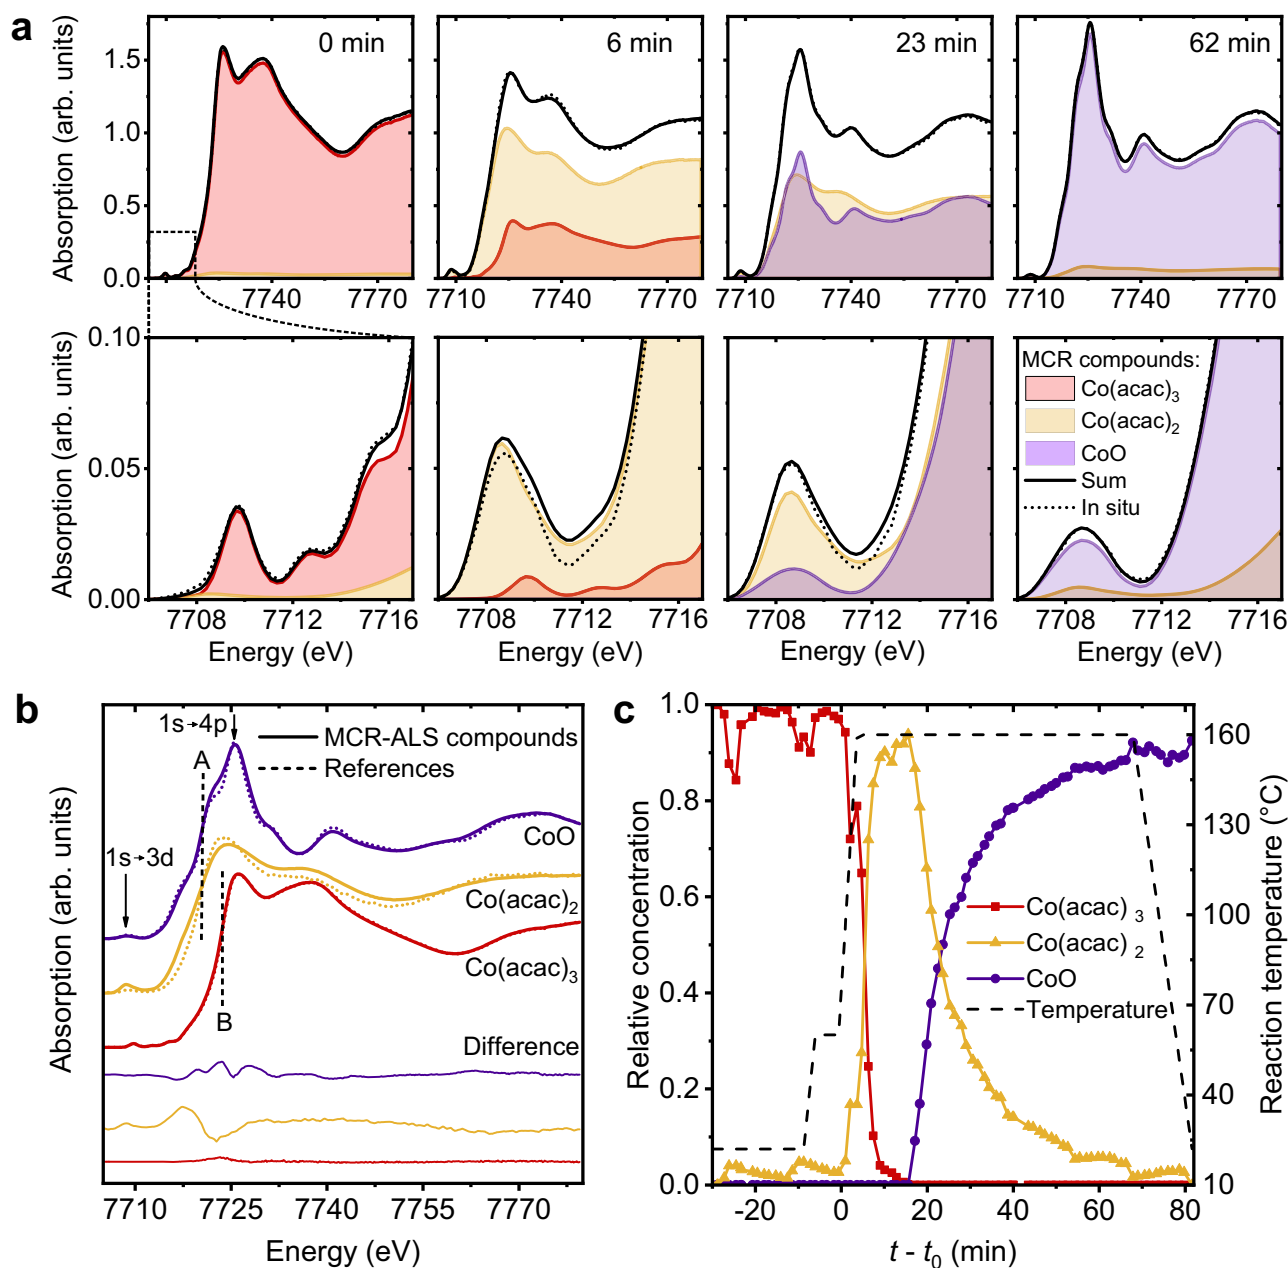 a
0 min
6 min
23 min
62 min
Absorption (arb. units)
1.5
1.0
0.5
0.0
7740 7770
7710 7740 7770
7710 7740 7770
7710 7740 7770
Absorption (arb. units)
0.10
0.05
0.00
MCR compounds:
Co(acac)3
Co(acac)2
CoO
Sum
In situ
7708 7712 7716
7708 7712 7716
7708 7712 7716
7708 7712 7716
Energy (eV)
Energy (eV)
Energy (eV)
Energy (eV)
b
1s→4p
MCR-ALS compounds
References
A
1s→3d
CoO
Co(acac)2
Co(acac)3
B
Difference
Absorption (arb. units)
7710 7725 7740 7755 7770
Energy (eV)
c
1.0
0.8
0.6
0.4
0.2
0.0
Relative concentration
Co(acac) 3
Co(acac) 2
CoO
Temperature
160
130
100
70
40
10
Reaction temperature (°C)
-20 0 20 40 60 80
t - t0 (min)